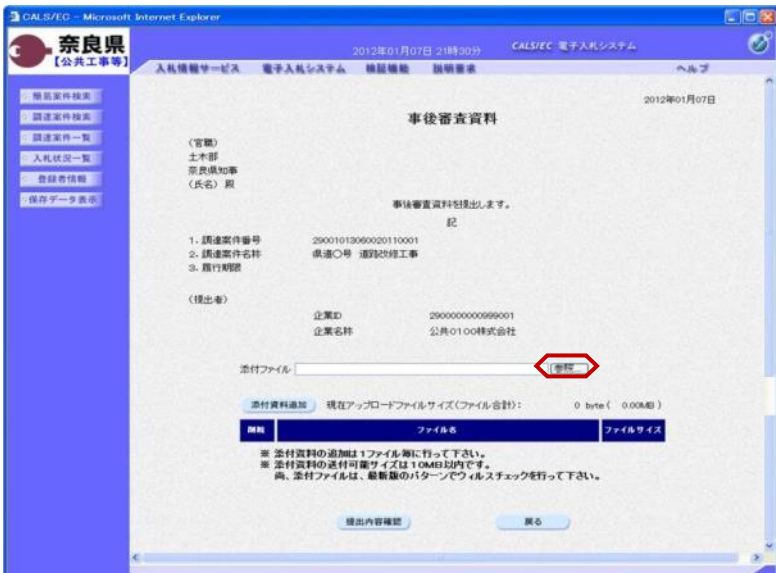 CALS/EC - Microsoft Internet Explorer
奈良県
【公共工事等】
2012年01月07日 21時30分
CALS/EC 電子入札システム
入札情報サービス 電子入札システム 検証機能 説明要求 ヘルプ
簡易案件検索
調達案件検索
調達案件一覧
入札状況一覧
登録者情報
保存データ表示
2012年01月07日
事後審査資料
(官職)
土木部
奈良県知事
(氏名) 殿
事後審査資料を提出します。
記
1. 調達案件番号 29001013060020110001
2. 調達案件名称 県道○号 道路改修工事
3. 履行期限
(提出者)
企業ID 2900000000999001
企業名称 公共0100株式会社
添付ファイル 参照...
添付資料追加 現在アップロードファイルサイズ(ファイル合計): 0 byte ( 0.00MB )
削除 ファイル名 ファイルサイズ
※ 添付資料の追加は1ファイル毎に行って下さい。
※ 添付資料の送付可能サイズは10MB以内です。
尚、添付ファイルは、最新版のパターンでウィルスチェックを行って下さい。
提出内容確認 戻る